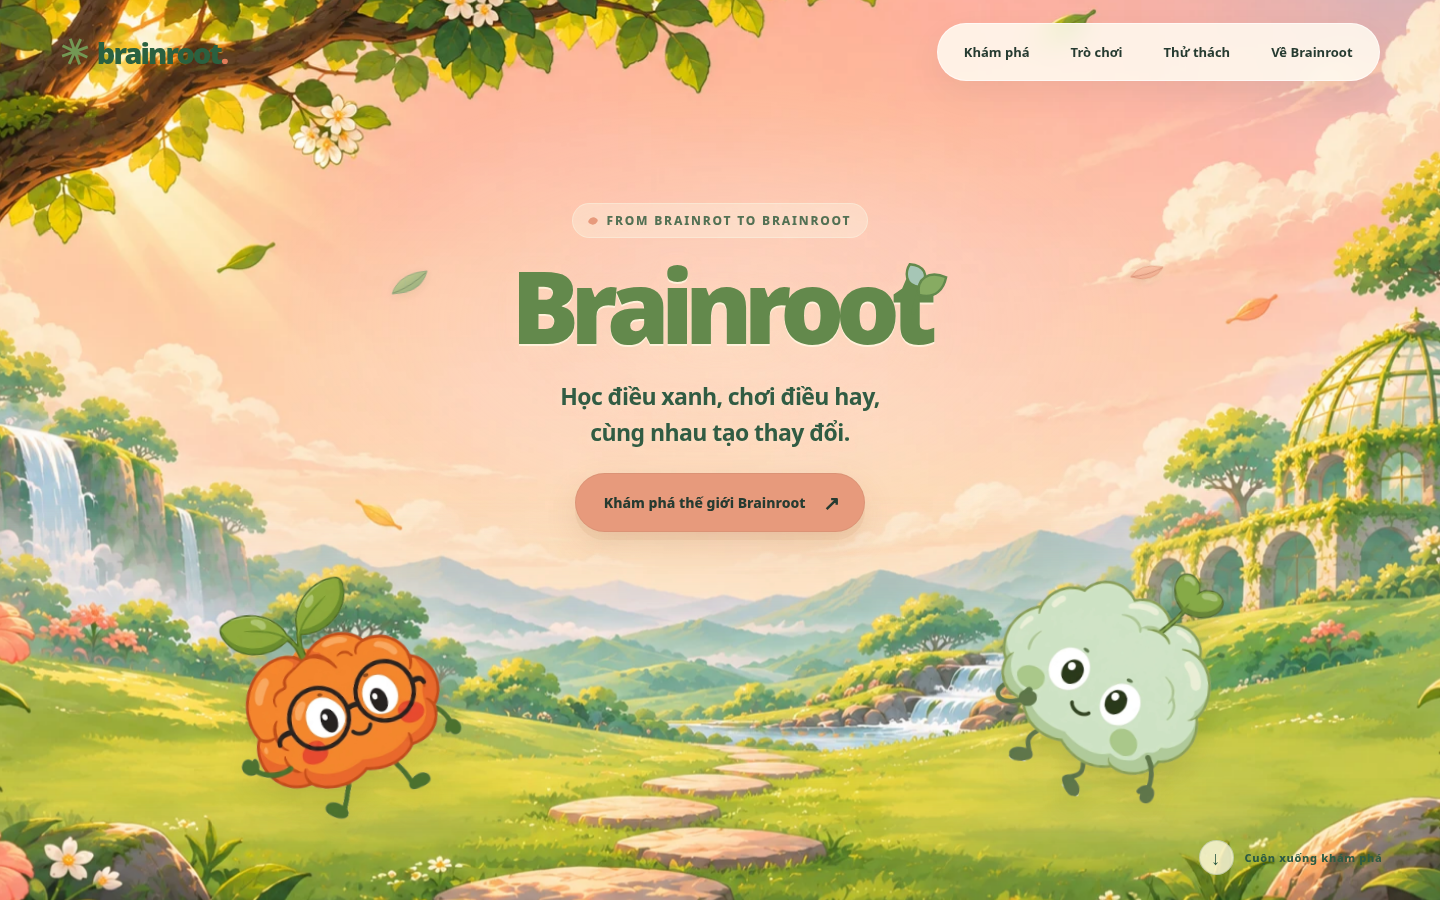 brainroot.
Khám phá
Trò chơi
Thử thách
Về Brainroot
FROM BRAINROT TO BRAINROOT
Brainroot
Học điều xanh, chơi điều hay,
cùng nhau tạo thay đổi.
Khám phá thế giới Brainroot ↗
↓ Cuộn xuống khám phá